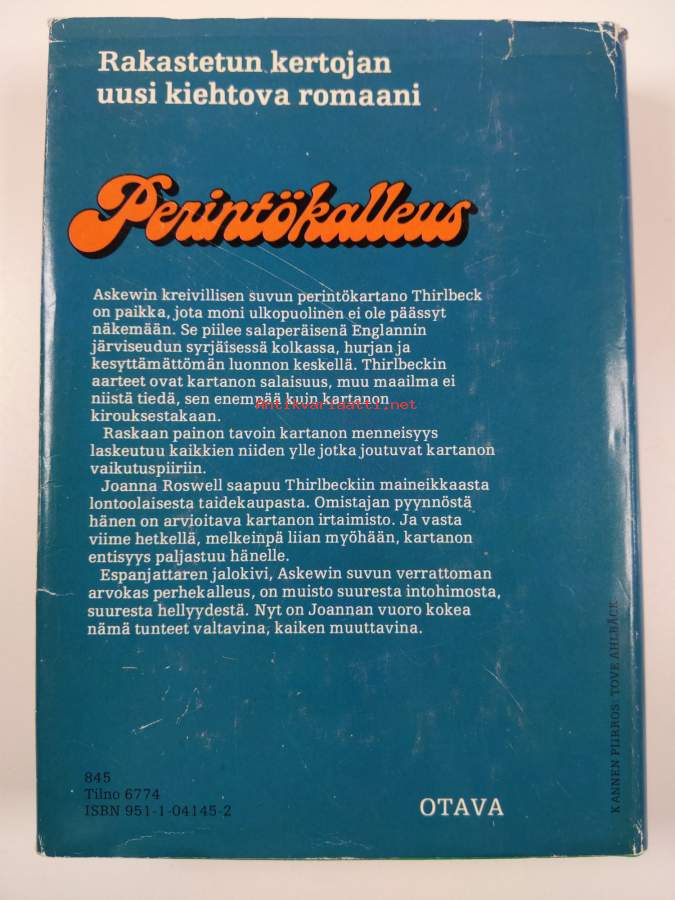 Rakastetun kertojan
uusi kiehtova romaani
Perintökalleus
Askewin kreivillisen suvun perintökartano Thirlbeck
on paikka, jota moni ulkopuolinen ei ole päässyt
näkemään. Se piilee salaperäisenä Englannin
järviseudun syrjäisessä kolkassa, hurjan ja
kesyttämättömän luonnon keskellä. Thirlbeckin
aarteet ovat kartanon salaisuus, muu maailma ei
niistä tiedä, sen enempää kuin kartanon
Antikvariaatti.net
kirouksestakaan.
Raskaan painon tavoin kartanon menneisyys
laskeutuu kaikkien niiden ylle jotka joutuvat kartanon
vaikutuspiiriin.
Joanna Roswell saapuu Thirlbeckiin maineikkaasta
lontoolaisesta taidekaupasta. Omistajan pyynnöstä
hänen on arvioitava kartanon irtaimisto. Ja vasta
viime hetkellä, melkeinpä liian myöhään, kartanon
entisyys paljastuu hänelle.
Espanjattaren jalokivi, Askewin suvun verrattoman
arvokas perhekalleus, on muisto suuresta intohimosta,
suuresta hellyydestä. Nyt on Joannan vuoro kokea
nämä tunteet valtavina, kaiken muuttavina.
KANNEN PIIRROS: TOVE AHLBÄCK
845
Tilno 6774
ISBN 951-1-04145-2
OTAVA